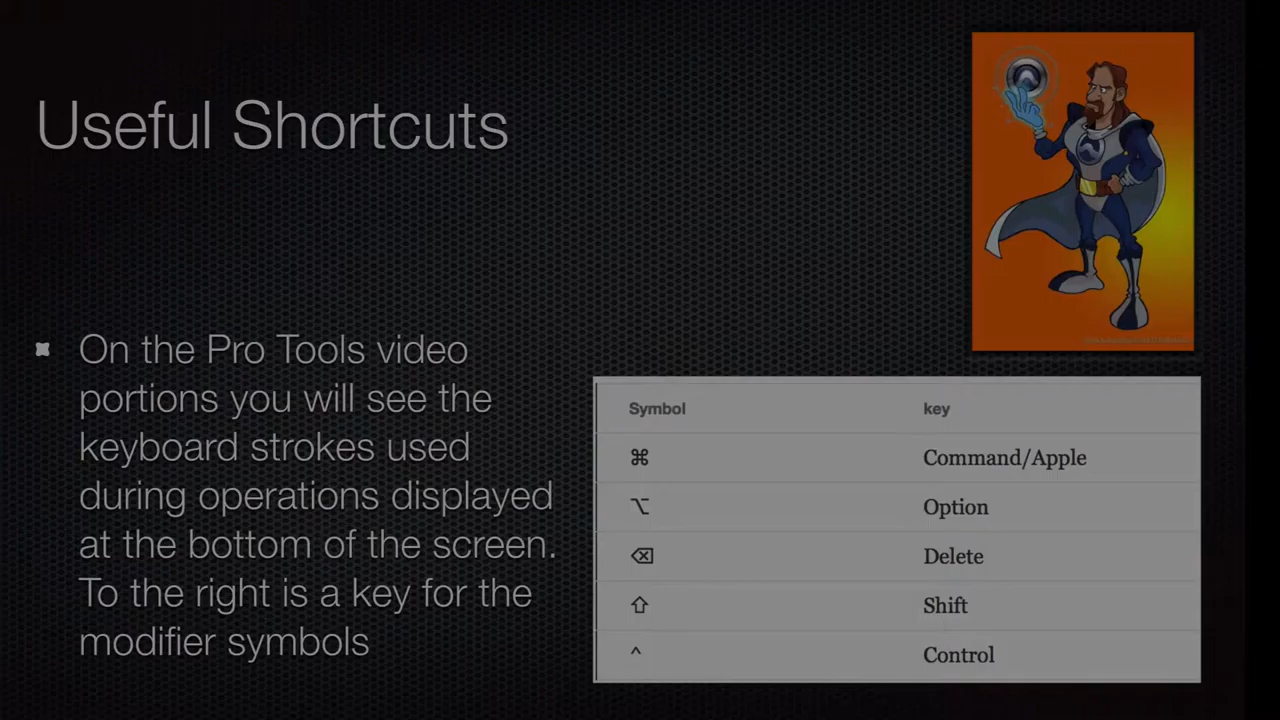 Useful Shortcuts
On the Pro Tools video
portions you will see the
keyboard strokes used
during operations displayed
at the bottom of the screen.
To the right is a key for the
modifier symbols
Symbol key
⌘ Command/Apple
⌥ Option
⌫ Delete
⇧ Shift
^ Control